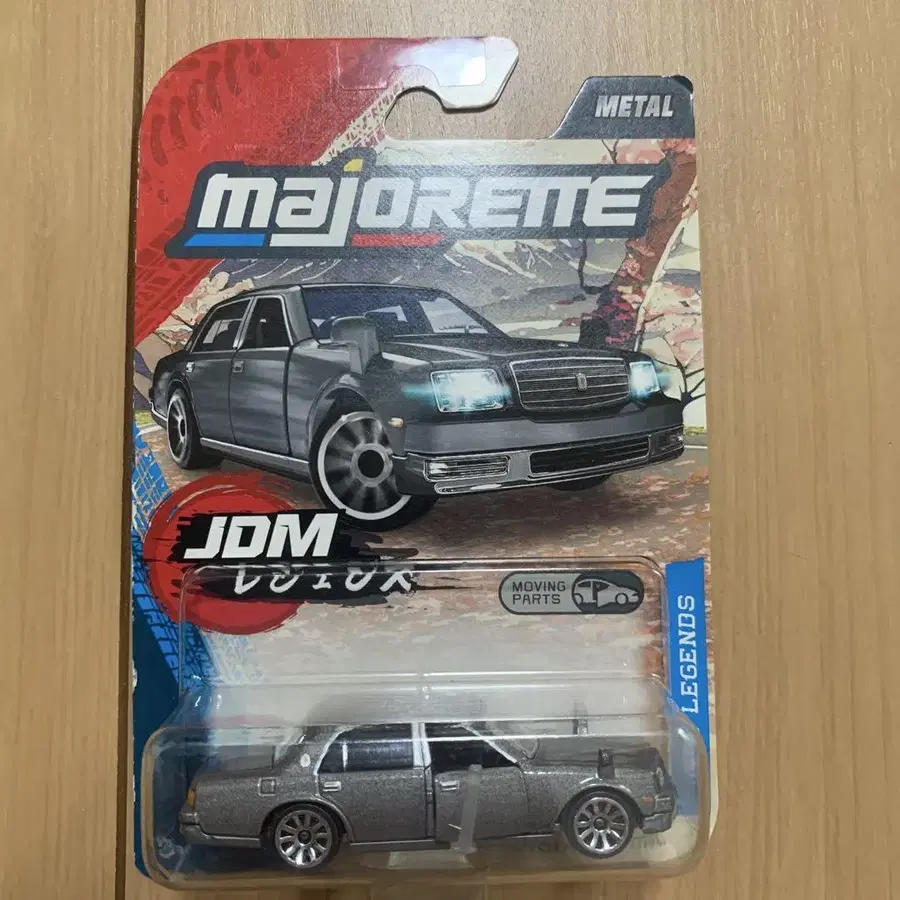 METAL
majORETTE
JDM
MOVING
PARTS
LEGENDS